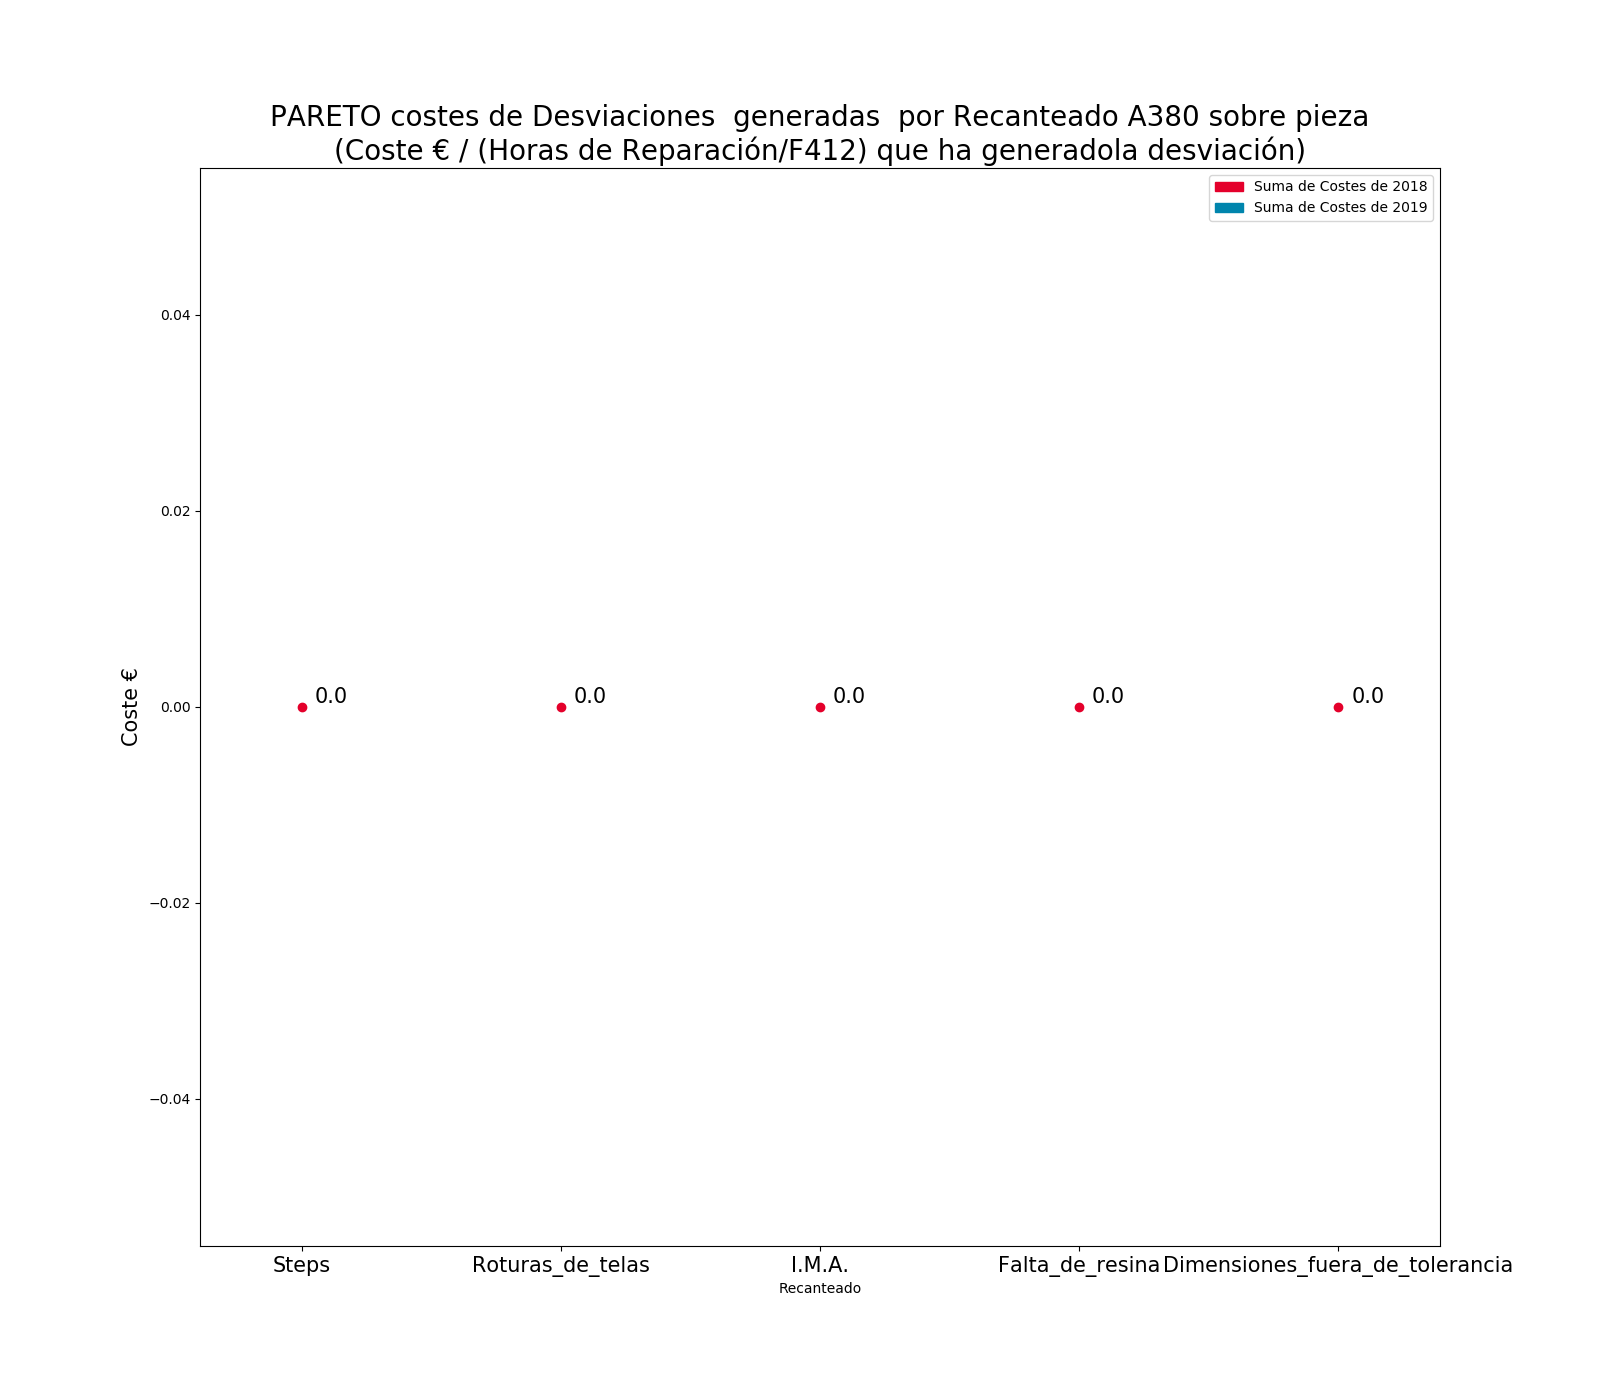 PARETO costes de Desviaciones  generadas  por Recanteado A380 sobre pieza
(Coste € / (Horas de Reparación/F412) que ha generadola desviación)
Suma de Costes de 2018
Suma de Costes de 2019
0.04
0.02
0.00
−0.02
−0.04
Coste €
0.0 0.0 0.0 0.0 0.0
Steps Roturas_de_telas I.M.A. Falta_de_resina Dimensiones_fuera_de_tolerancia
Recanteado